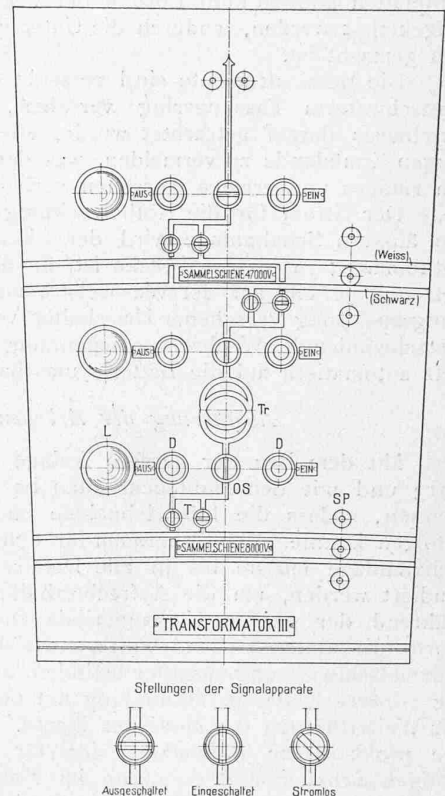 »AUS« »EIN«
»SAMMELSCHIENE 47000V«
(Weiss)
(Schwarz)
»AUS« »EIN«
Tr
L
D D
»AUS« »EIN«
OS
T
SP
»SAMMELSCHIENE 8000V«
»TRANSFORMATOR III«
Stellungen der Signalapparate
Ausgeschaltet Eingeschaltet Stromlos